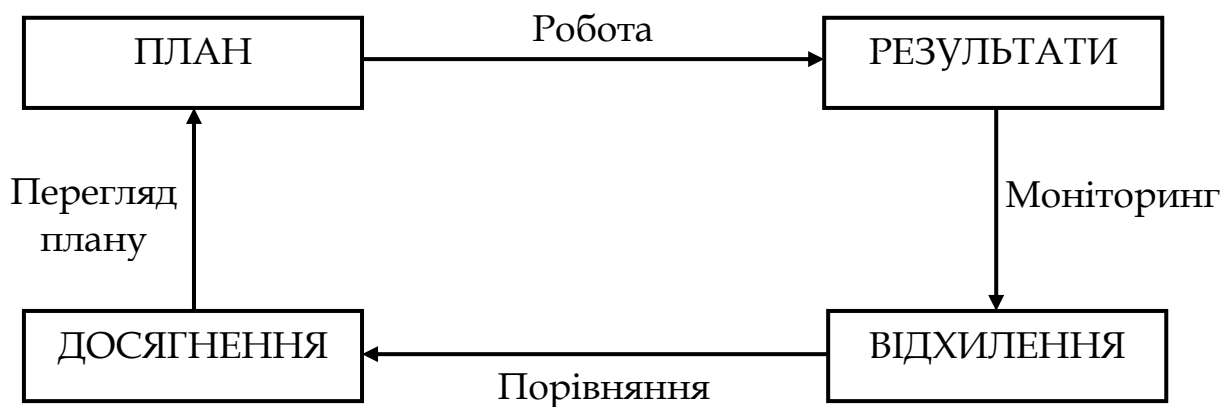 ПЛАН
Робота
РЕЗУЛЬТАТИ
Перегляд
плану
Моніторинг
ДОСЯГНЕННЯ
Порівняння
ВІДХИЛЕННЯ